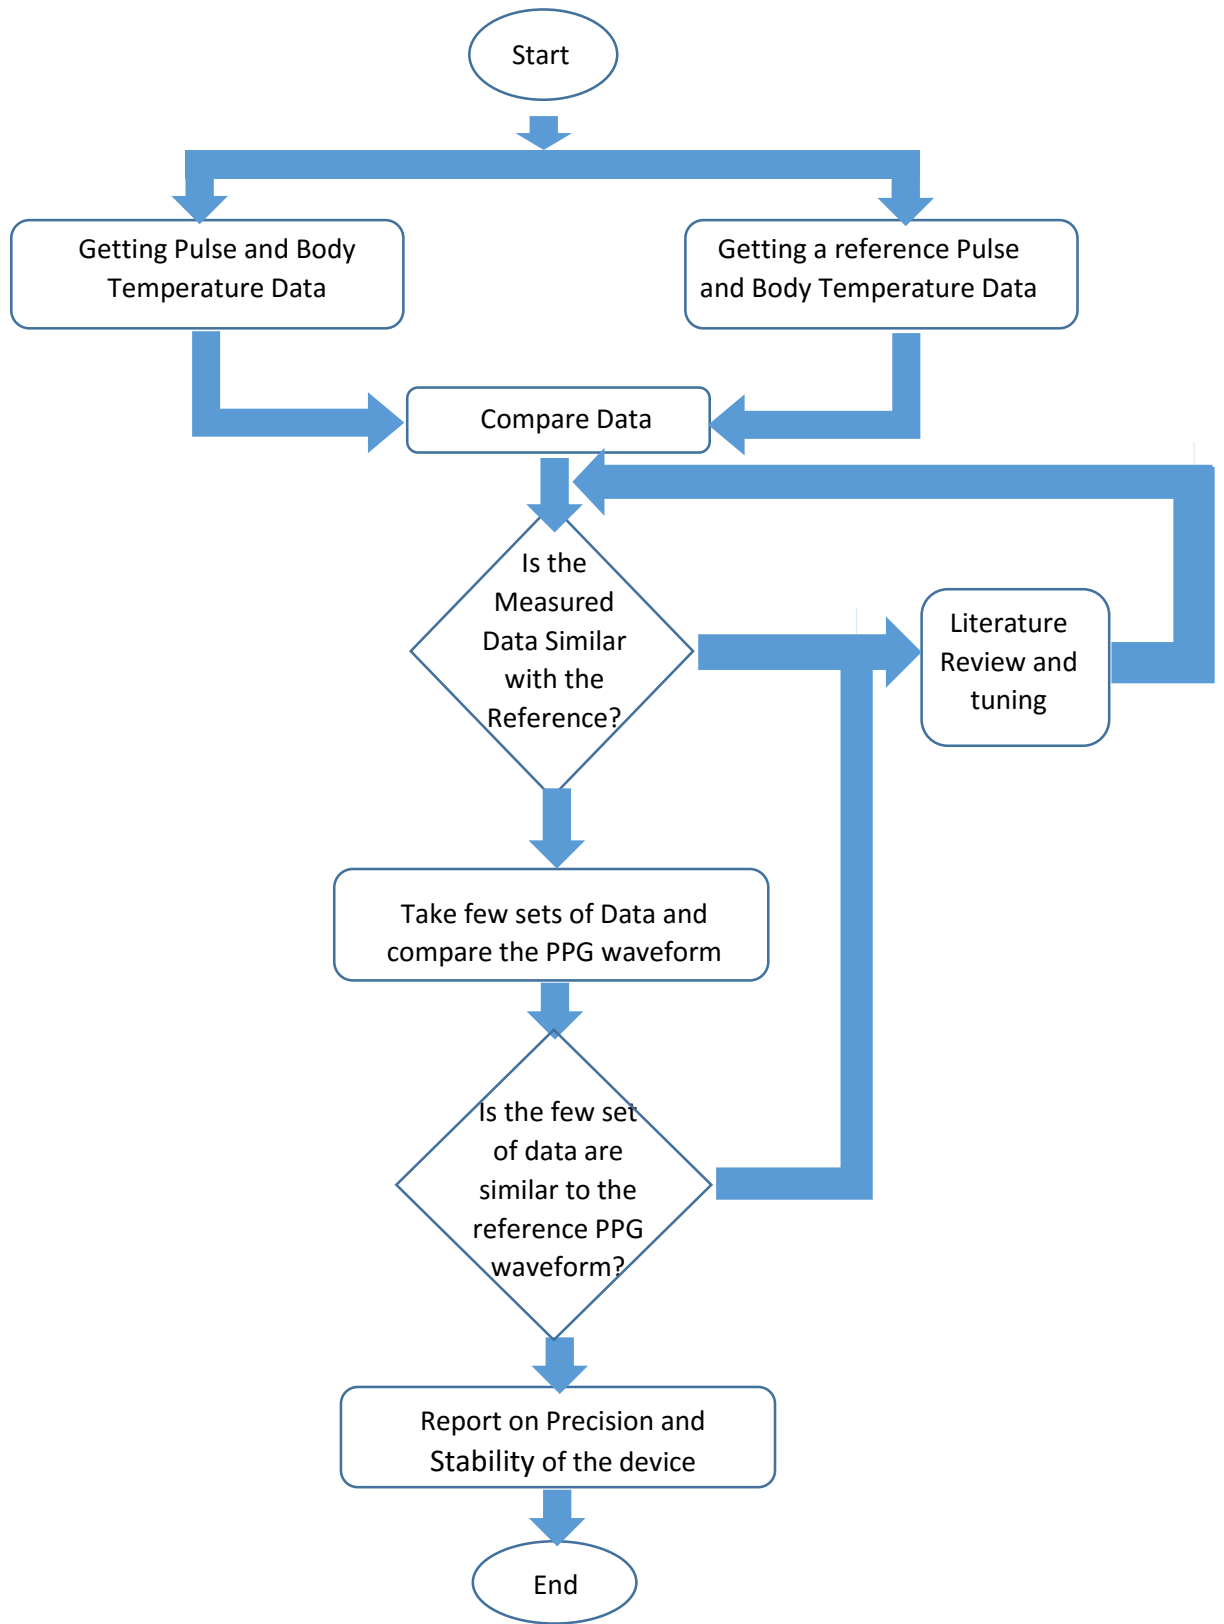 Start
Getting Pulse and Body
Temperature Data
Getting a reference Pulse
and Body Temperature Data
Compare Data
Is the
Measured
Data Similar
with the
Reference?
Literature
Review and
tuning
Take few sets of Data and
compare the PPG waveform
Is the few set
of data are
similar to the
reference PPG
waveform?
Report on Precision and
Stability of the device
End